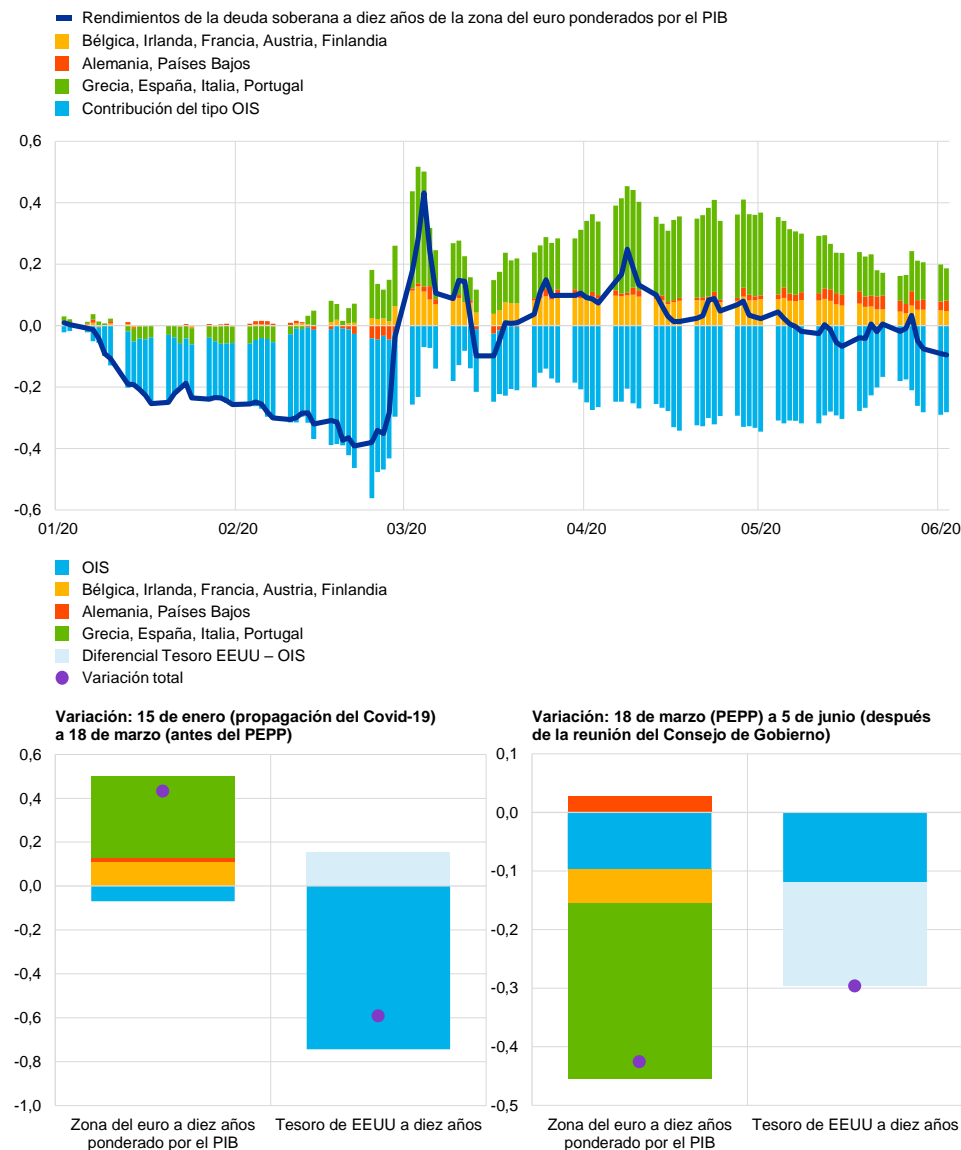 Rendimientos de la deuda soberana a diez años de la zona del euro ponderados por el PIB
Bélgica, Irlanda, Francia, Austria, Finlandia
Alemania, Países Bajos
Grecia, España, Italia, Portugal
Contribución del tipo OIS
0,6
0,4
0,2
0,0
-0,2
-0,4
-0,6
01/20 02/20 03/20 04/20 05/20 06/20
OIS
Bélgica, Irlanda, Francia, Austria, Finlandia
Alemania, Países Bajos
Grecia, España, Italia, Portugal
Diferencial Tesoro EEUU – OIS
Variación total
Variación: 15 de enero (propagación del Covid-19)
a 18 de marzo (antes del PEPP)
0,6
0,4
0,2
0,0
-0,2
-0,4
-0,6
-0,8
-1,0
Zona del euro a diez años
ponderado por el PIB
Tesoro de EEUU a diez años
Variación: 18 de marzo (PEPP) a 5 de junio (después
de la reunión del Consejo de Gobierno)
0,1
0,0
-0,1
-0,2
-0,3
-0,4
-0,5
Zona del euro a diez años
ponderado por el PIB
Tesoro de EEUU a diez años